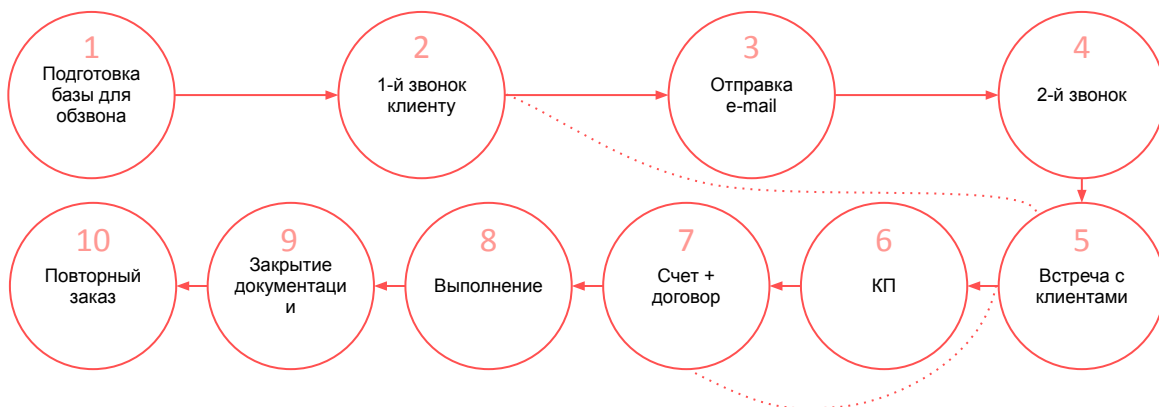 1
Подготовка
базы для
обзвона
2
1-й звонок
клиенту
3
Отправка
e-mail
4
2-й звонок
10
Повторный
заказ
9
Закрытие
документаци
и
8
Выполнение
7
Счет +
договор
6
КП
5
Встреча с
клиентами